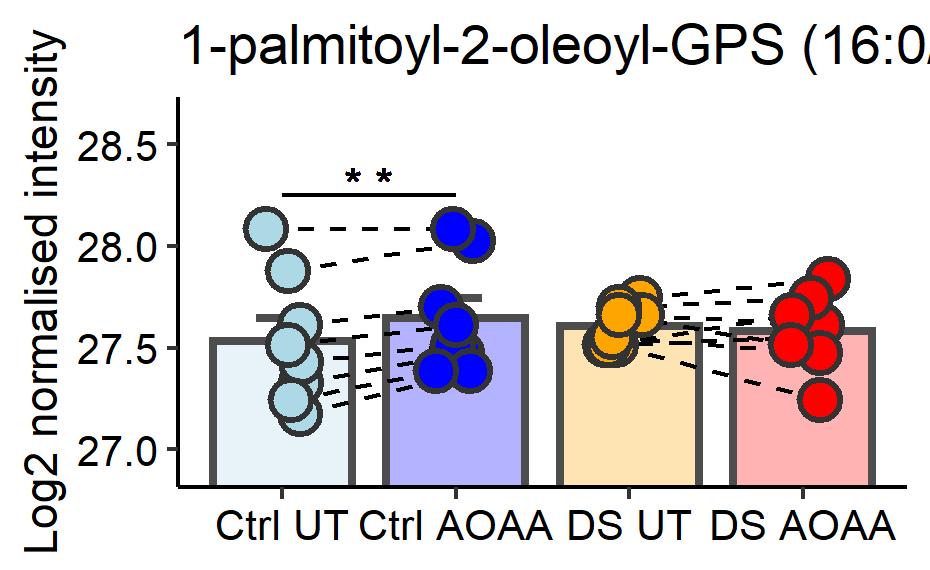 1-palmitoyl-2-oleoyl-GPS (16:0/
Log2 normalised intensity
28.5
28.0
27.5
27.0
**
Ctrl UT Ctrl AOAA DS UT DS AOAA